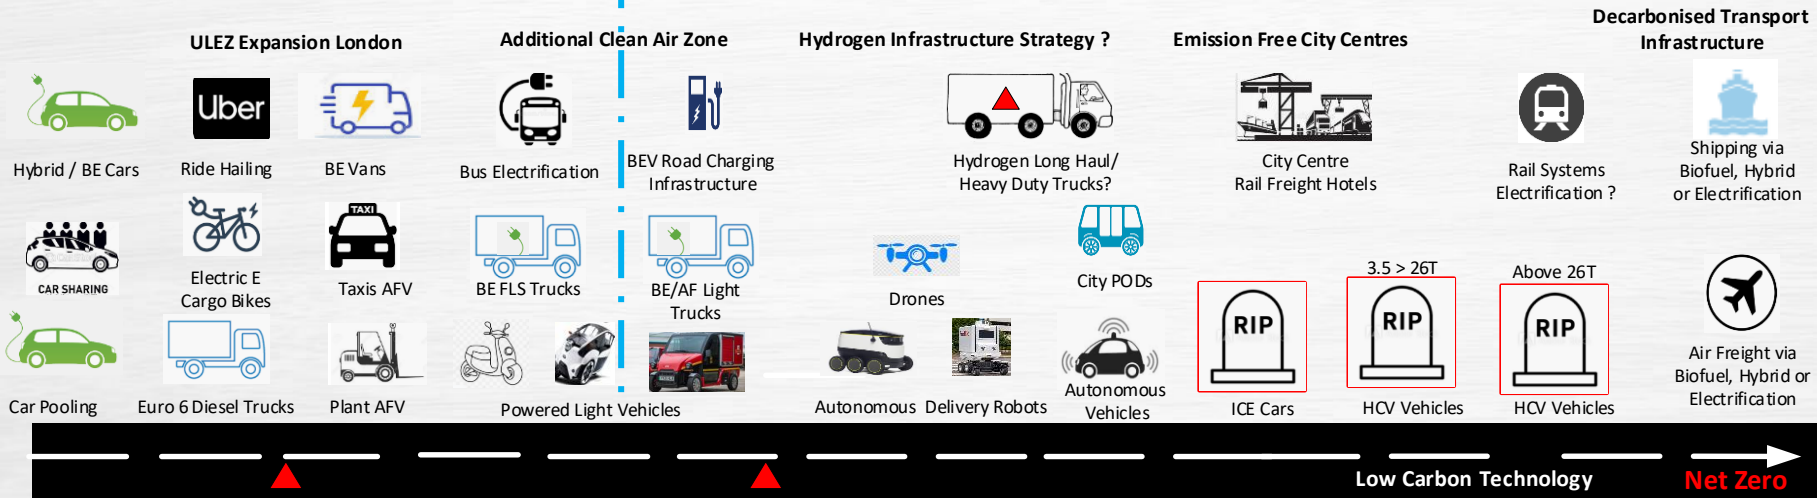 Decarbonised Transport
Infrastructure
ULEZ Expansion London
Additional Clean Air Zone
Hydrogen Infrastructure Strategy ?
Emission Free City Centres
Uber
Hybrid / BE Cars
Ride Hailing
BE Vans
Bus Electrification
BEV Road Charging
Infrastructure
Hydrogen Long Haul/
Heavy Duty Trucks?
City Centre
Rail Freight Hotels
Rail Systems
Electrification ?
Shipping via
Biofuel, Hybrid
or Electrification
CAR SHARING
Electric E
Cargo Bikes
TAXI
Taxis AFV
BE FLS Trucks
BE/AF Light
Trucks
Drones
City PODs
3.5 > 26T
Above 26T
RIP
RIP
RIP
Car Pooling
Euro 6 Diesel Trucks
Plant AFV
Powered Light Vehicles
Autonomous Delivery Robots
Autonomous
Vehicles
ICE Cars
HCV Vehicles
HCV Vehicles
Air Freight via
Biofuel, Hybrid or
Electrification
Low Carbon Technology
Net Zero